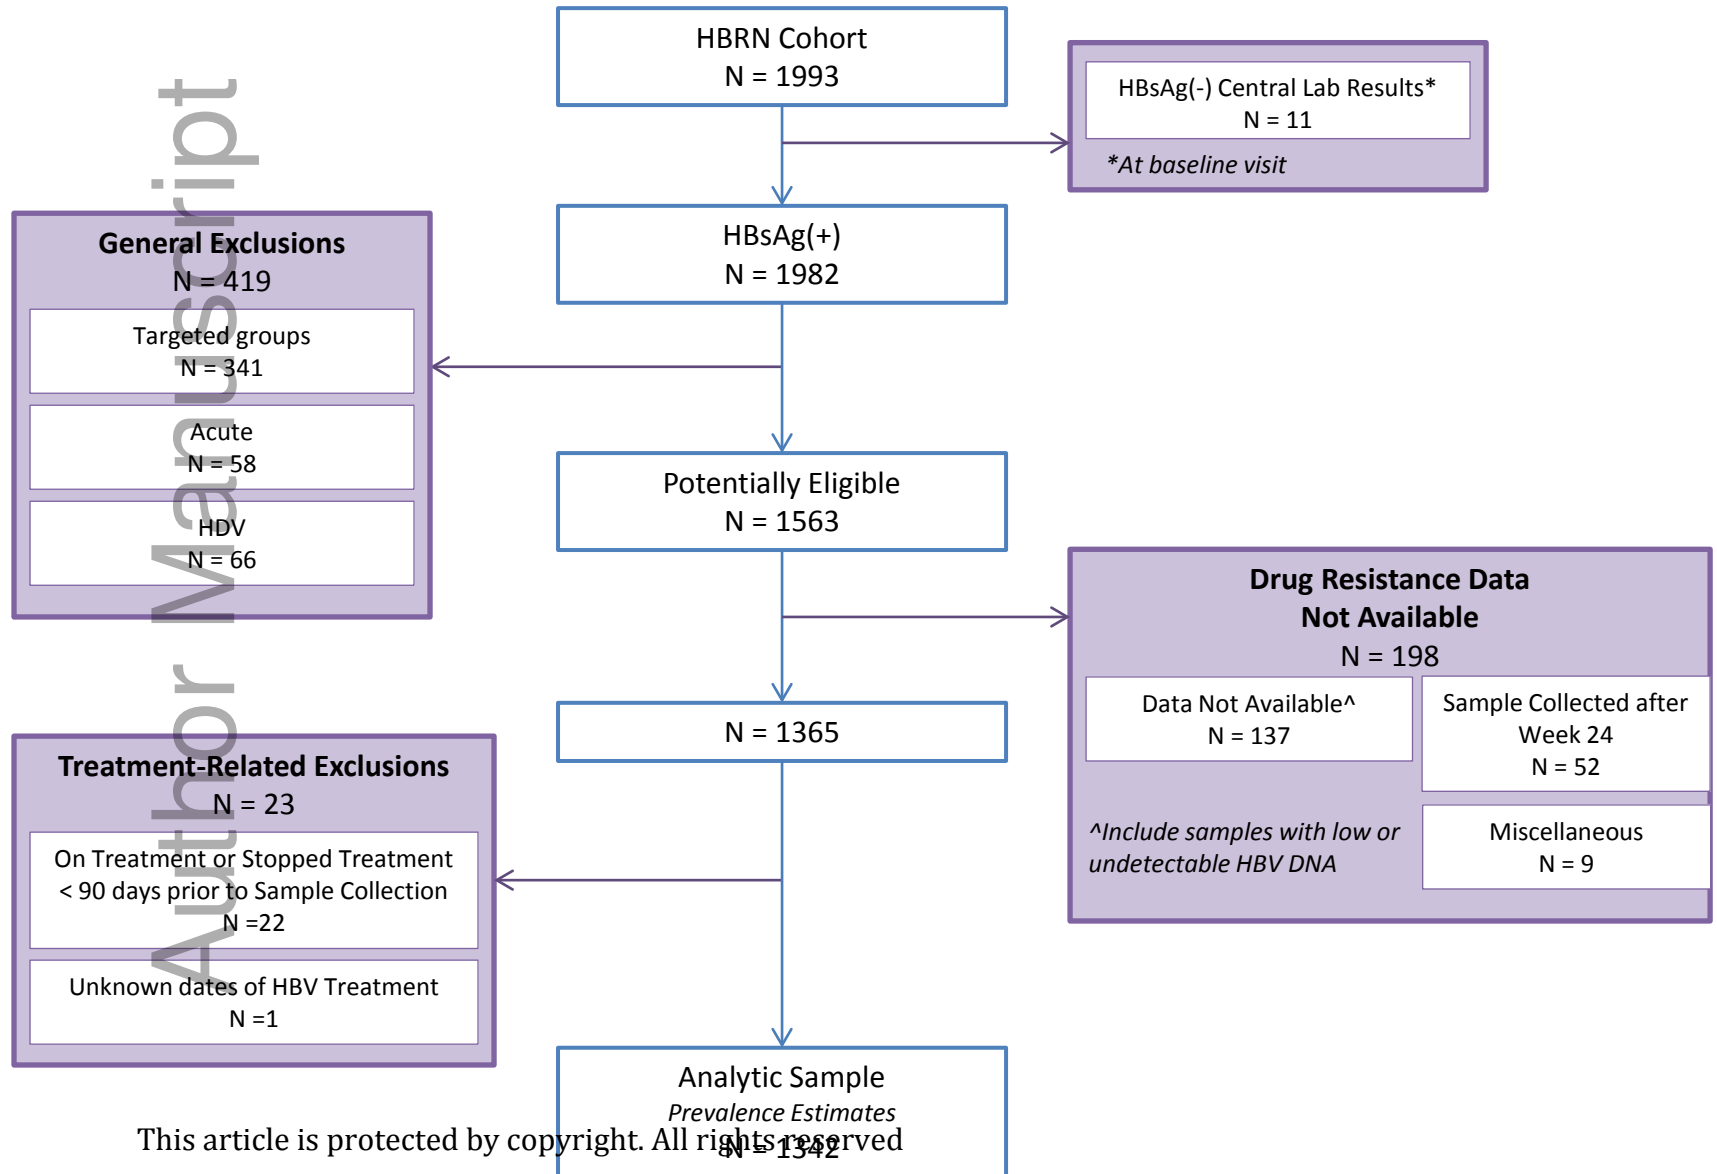 HBRN Cohort
N = 1993
HBsAg(-) Central Lab Results*
N = 11
*At baseline visit
HBsAg(+)
N = 1982
General Exclusions
N = 419
Targeted groups
N = 341
Acute
N = 58
HDV
N = 66
Potentially Eligible
N = 1563
Drug Resistance Data
Not Available
N = 198
Data Not Available^
N = 137
Sample Collected after
Week 24
N = 52
^Include samples with low or
undetectable HBV DNA
Miscellaneous
N = 9
N = 1365
Treatment-Related Exclusions
N = 23
On Treatment or Stopped Treatment
< 90 days prior to Sample Collection
N =22
Unknown dates of HBV Treatment
N =1
Analytic Sample
Prevalence Estimates
N = 1342
This article is protected by copyright. All rights reserved
Author Manuscript